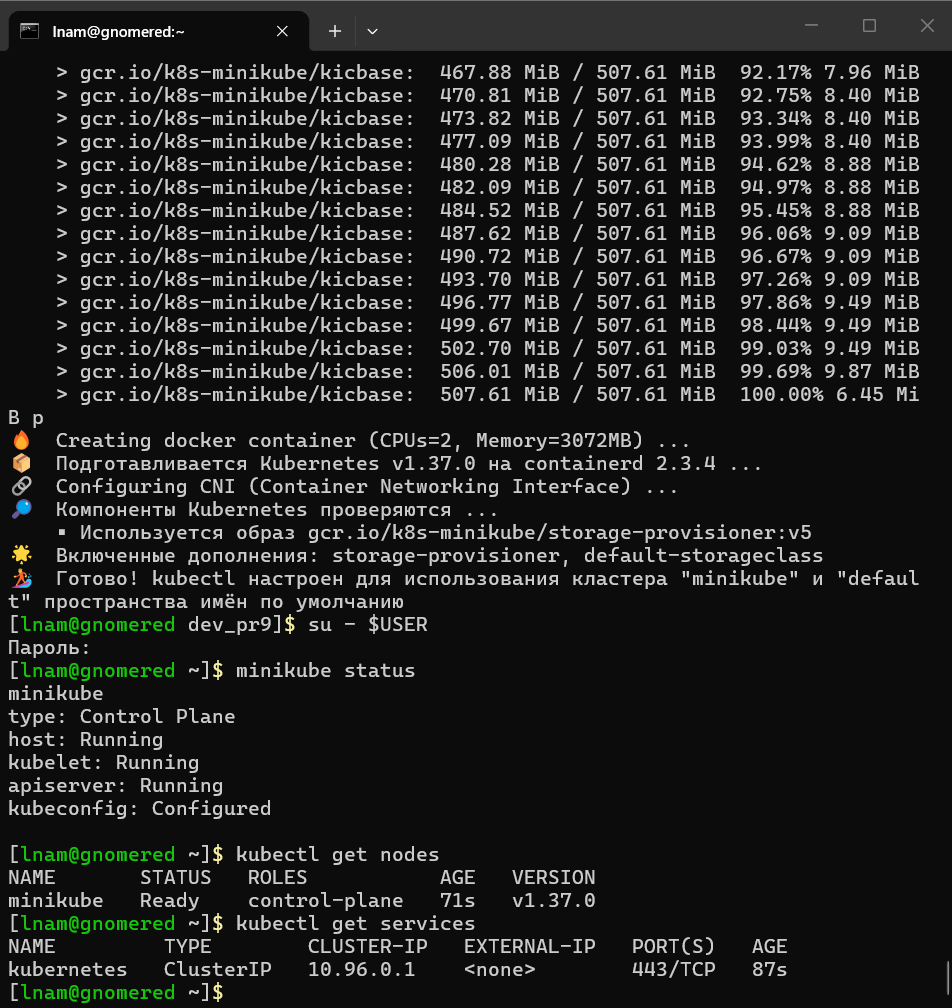 lnam@gnomered:~
> gcr.io/k8s-minikube/kicbase:  467.88 MiB / 507.61 MiB  92.17% 7.96 MiB
> gcr.io/k8s-minikube/kicbase:  470.81 MiB / 507.61 MiB  92.75% 8.40 MiB
> gcr.io/k8s-minikube/kicbase:  473.82 MiB / 507.61 MiB  93.34% 8.40 MiB
> gcr.io/k8s-minikube/kicbase:  477.09 MiB / 507.61 MiB  93.99% 8.40 MiB
> gcr.io/k8s-minikube/kicbase:  480.28 MiB / 507.61 MiB  94.62% 8.88 MiB
> gcr.io/k8s-minikube/kicbase:  482.09 MiB / 507.61 MiB  94.97% 8.88 MiB
> gcr.io/k8s-minikube/kicbase:  484.52 MiB / 507.61 MiB  95.45% 8.88 MiB
> gcr.io/k8s-minikube/kicbase:  487.62 MiB / 507.61 MiB  96.06% 9.09 MiB
> gcr.io/k8s-minikube/kicbase:  490.72 MiB / 507.61 MiB  96.67% 9.09 MiB
> gcr.io/k8s-minikube/kicbase:  493.70 MiB / 507.61 MiB  97.26% 9.09 MiB
> gcr.io/k8s-minikube/kicbase:  496.77 MiB / 507.61 MiB  97.86% 9.49 MiB
> gcr.io/k8s-minikube/kicbase:  499.67 MiB / 507.61 MiB  98.44% 9.49 MiB
> gcr.io/k8s-minikube/kicbase:  502.70 MiB / 507.61 MiB  99.03% 9.49 MiB
> gcr.io/k8s-minikube/kicbase:  506.01 MiB / 507.61 MiB  99.69% 9.87 MiB
> gcr.io/k8s-minikube/kicbase:  507.61 MiB / 507.61 MiB  100.00% 6.45 Mi
B p
🔥  Creating docker container (CPUs=2, Memory=3072MB) ...
📦  Подготавливается Kubernetes v1.37.0 на containerd 2.3.4 ...
🔗  Configuring CNI (Container Networking Interface) ...
🔎  Компоненты Kubernetes проверяются ...
▪ Используется образ gcr.io/k8s-minikube/storage-provisioner:v5
🌟  Включенные дополнения: storage-provisioner, default-storageclass
🏄  Готово! kubectl настроен для использования кластера "minikube" и "defaul
t" пространства имён по умолчанию
[lnam@gnomered dev_pr9]$ su - $USER
Пароль:
[lnam@gnomered ~]$ minikube status
minikube
type: Control Plane
host: Running
kubelet: Running
apiserver: Running
kubeconfig: Configured
[lnam@gnomered ~]$ kubectl get nodes
NAME       STATUS   ROLES           AGE   VERSION
minikube   Ready    control-plane   71s   v1.37.0
[lnam@gnomered ~]$ kubectl get services
NAME         TYPE        CLUSTER-IP   EXTERNAL-IP   PORT(S)   AGE
kubernetes   ClusterIP   10.96.0.1    <none>        443/TCP   87s
[lnam@gnomered ~]$